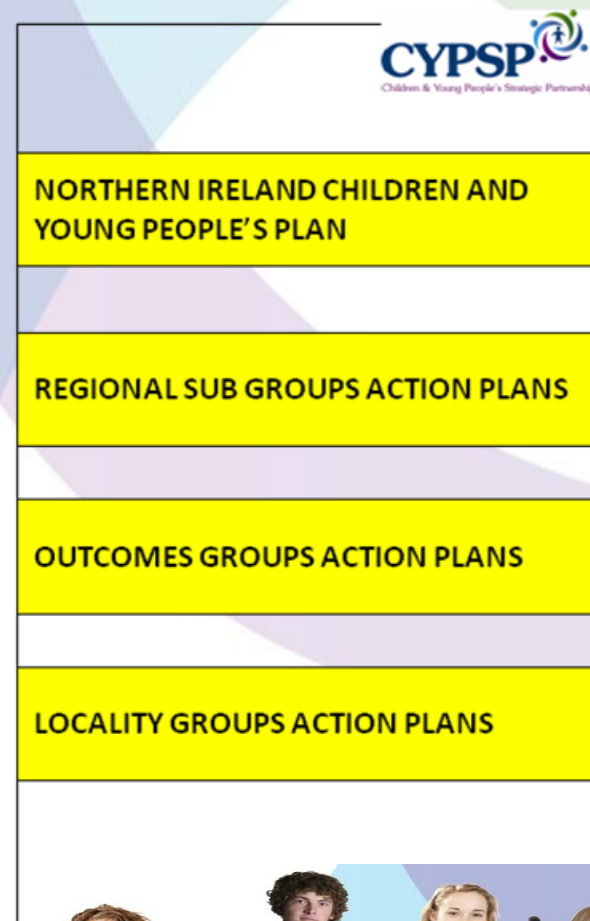 CYPSP
Children & Young People's Strategic Partnership
NORTHERN IRELAND CHILDREN AND
YOUNG PEOPLE'S PLAN
REGIONAL SUB GROUPS ACTION PLANS
OUTCOMES GROUPS ACTION PLANS
LOCALITY GROUPS ACTION PLANS